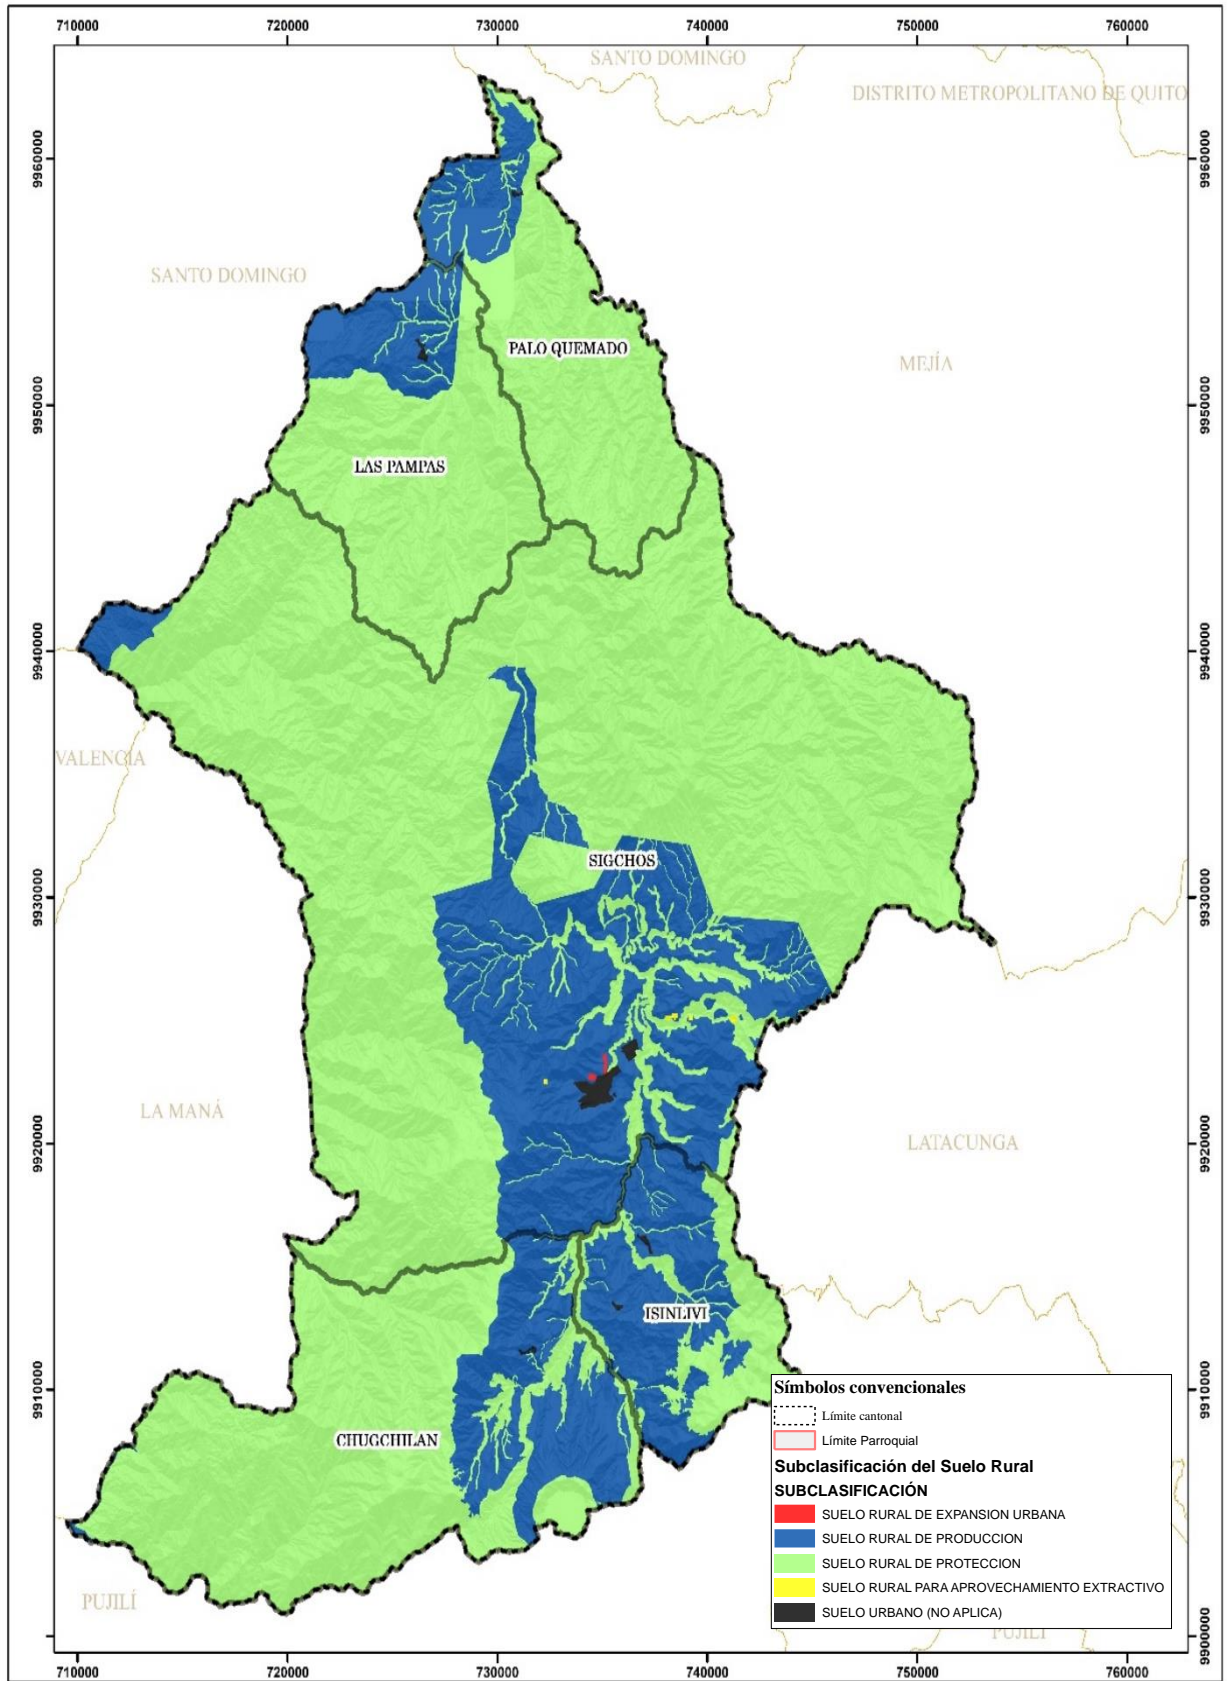 710000 720000 730000 740000 750000 760000
SANTO DOMINGO
DISTRITO METROPOLITANO DE QUITO
9960000 9960000
SANTO DOMINGO
PALO QUEMADO
MEJÍA
9950000 9950000
LAS PAMPAS
9940000 9940000
VALENCIA
SIGCHOS
9930000 9930000
LA MANÁ
LATACUNGA
9920000 9920000
ISINLIVI
9910000 9910000
CHUGCHILAN
Símbolos convencionales
Límite cantonal
Límite Parroquial
Subclasificación del Suelo Rural
SUBCLASIFICACIÓN
SUELO RURAL DE EXPANSION URBANA
SUELO RURAL DE PRODUCCION
SUELO RURAL DE PROTECCION
SUELO RURAL PARA APROVECHAMIENTO EXTRACTIVO
SUELO URBANO (NO APLICA)
PUJILÍ
PUJILÍ
9900000 9900000
710000 720000 730000 740000 750000 760000